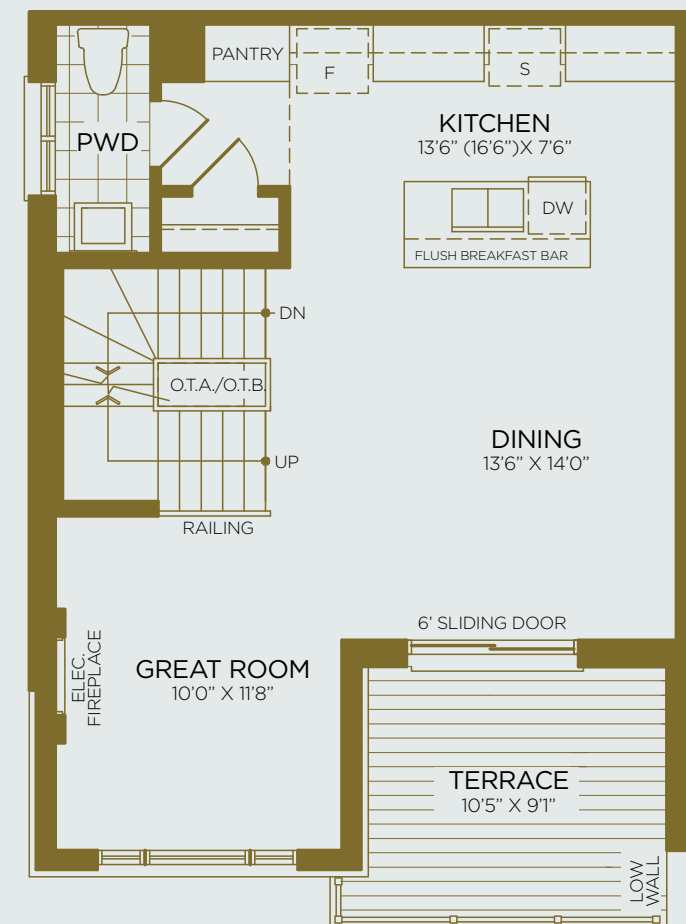 PANTRY
F
S
PWD
KITCHEN
13'6" (16'6")X 7'6"
DW
FLUSH BREAKFAST BAR
DN
O.T.A./O.T.B.
DINING
13'6" X 14'0"
UP
RAILING
6' SLIDING DOOR
ELEC.
FIREPLACE
GREAT ROOM
10'0" X 11'8"
TERRACE
10'5" X 9'1"
LOW
WALL